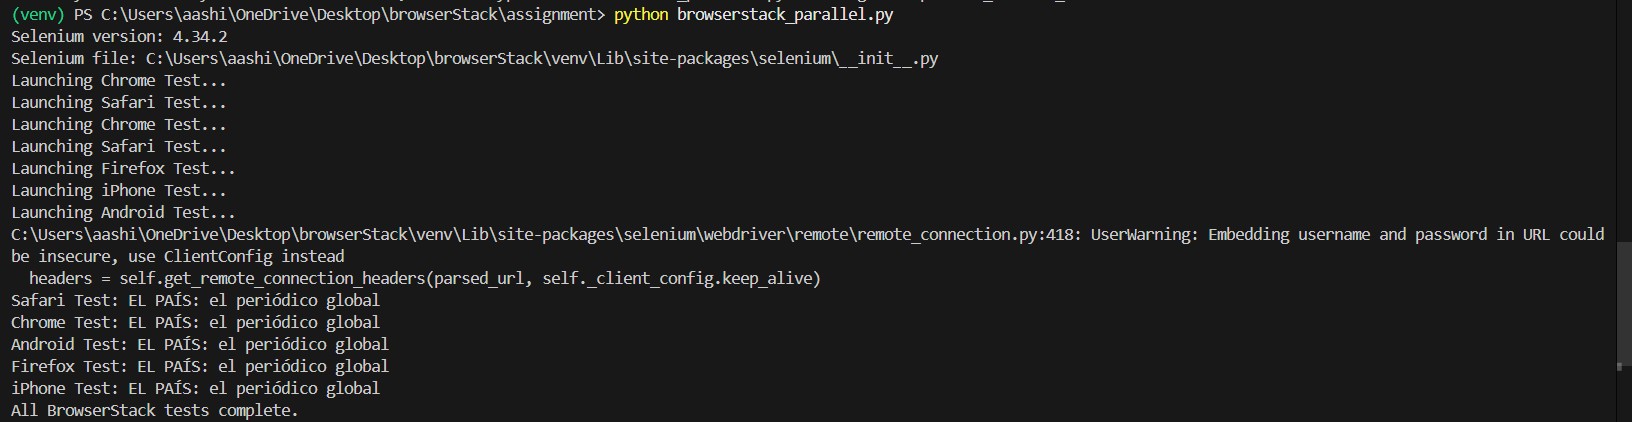 (venv) PS C:\Users\aashi\OneDrive\Desktop\browserStack\assignment> python browserstack_parallel.py
Selenium version: 4.34.2
Selenium file: C:\Users\aashi\OneDrive\Desktop\browserStack\venv\Lib\site-packages\selenium\__init__.py
Launching Chrome Test...
Launching Safari Test...
Launching Chrome Test...
Launching Safari Test...
Launching Firefox Test...
Launching iPhone Test...
Launching Android Test...
C:\Users\aashi\OneDrive\Desktop\browserStack\venv\Lib\site-packages\selenium\webdriver\remote\remote_connection.py:418: UserWarning: Embedding username and password in URL could
be insecure, use ClientConfig instead
  headers = self.get_remote_connection_headers(parsed_url, self._client_config.keep_alive)
Safari Test: EL PAÍS: el periódico global
Chrome Test: EL PAÍS: el periódico global
Android Test: EL PAÍS: el periódico global
Firefox Test: EL PAÍS: el periódico global
iPhone Test: EL PAÍS: el periódico global
All BrowserStack tests complete.